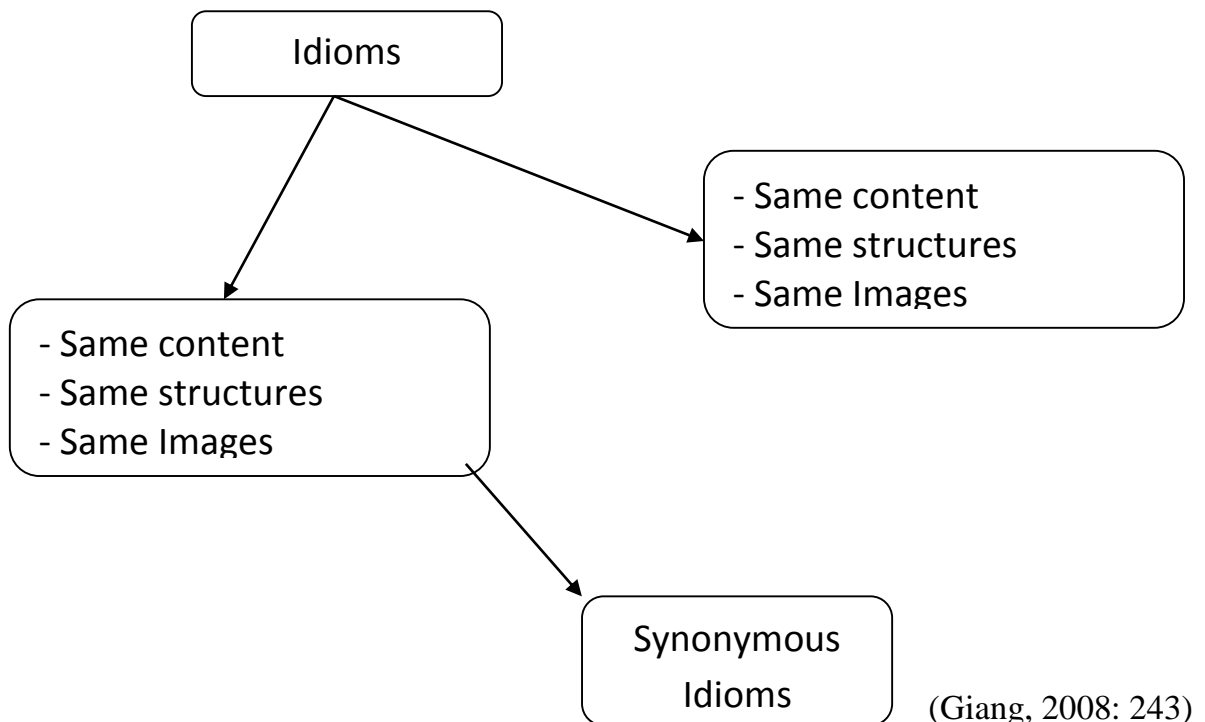 Idioms
- Same content
- Same structures
- Same Images
- Same content
- Same structures
- Same Images
Synonymous
Idioms
(Giang, 2008: 243)